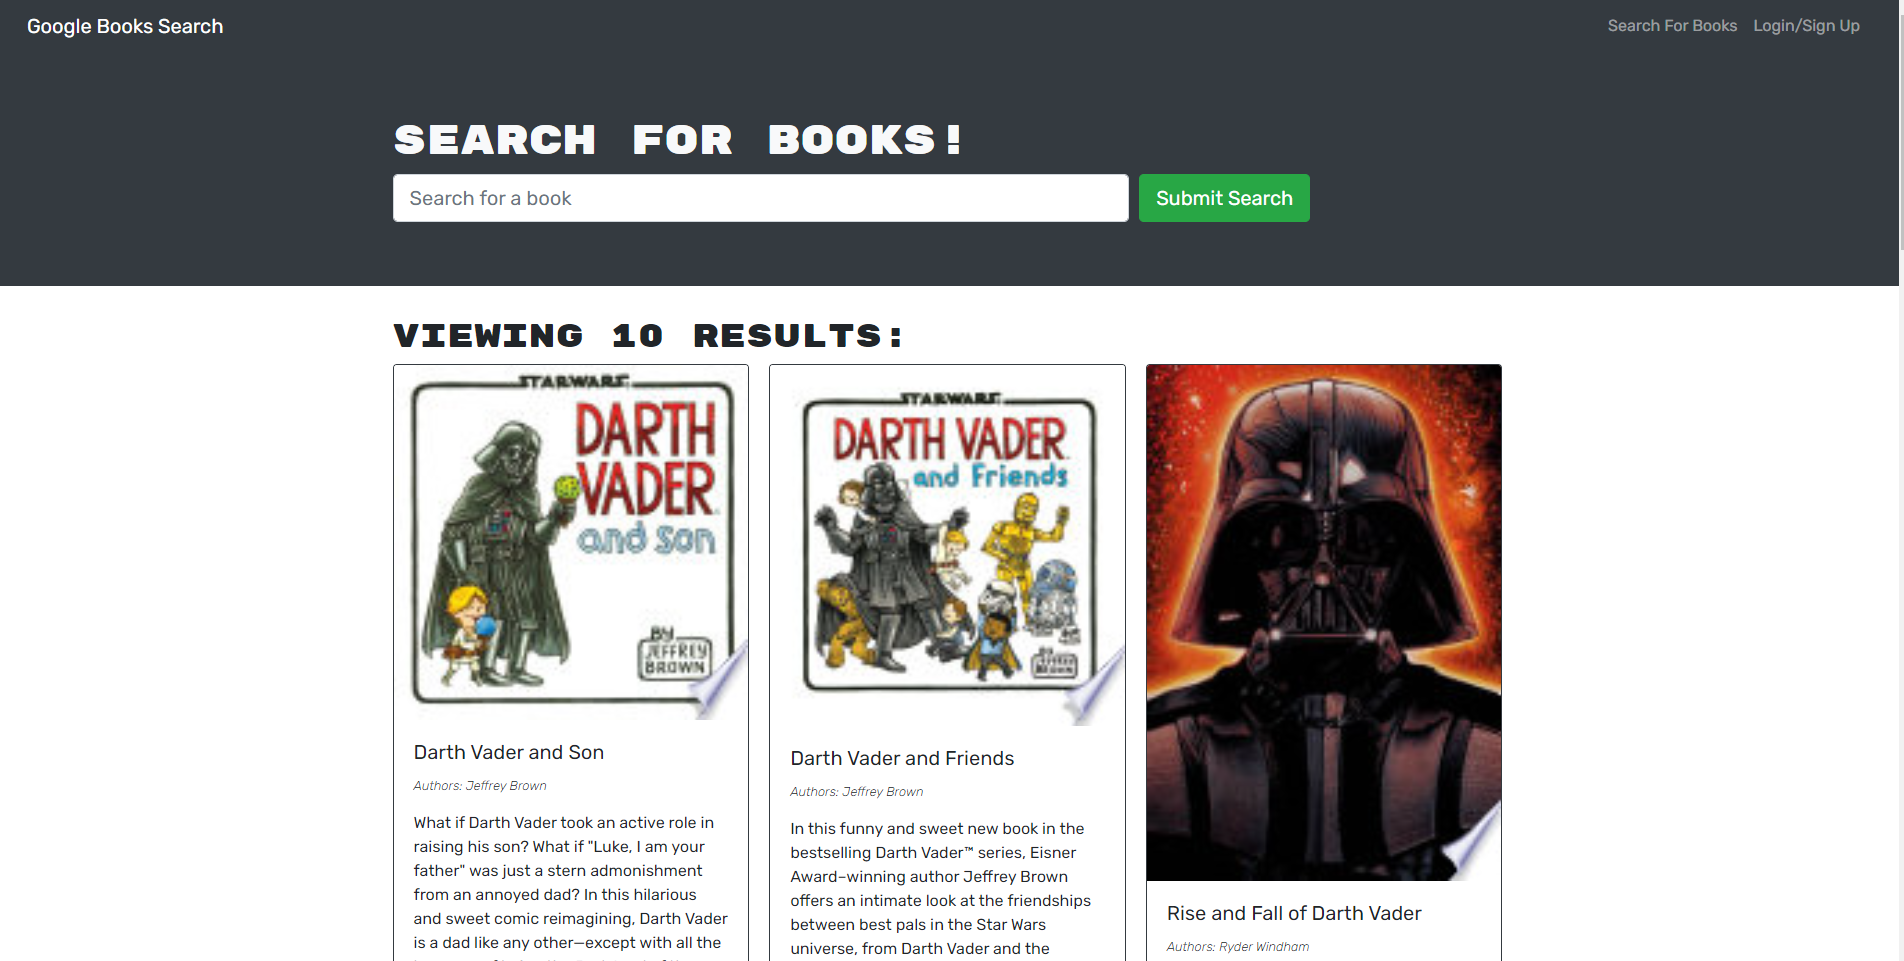 Google Books Search
Search For Books Login/Sign Up
SEARCH FOR BOOKS!
Search for a book
Submit Search
VIEWING 10 RESULTS:
STAR WARS
DARTH
VADER
and Son
BY
JEFFREY
BROWN
Darth Vader and Son
Authors: Jeffrey Brown
What if Darth Vader took an active role in
raising his son? What if "Luke, I am your
father" was just a stern admonishment
from an annoyed dad? In this hilarious
and sweet comic reimagining, Darth Vader
is a dad like any other—except with all the
STAR WARS
DARTH VADER
and Friends
BY
JEFFREY
BROWN
Darth Vader and Friends
Authors: Jeffrey Brown
In this funny and sweet new book in the
bestselling Darth Vader™ series, Eisner
Award–winning author Jeffrey Brown
offers an intimate look at the friendships
between best pals in the Star Wars
universe, from Darth Vader and the
Rise and Fall of Darth Vader
Authors: Ryder Windham